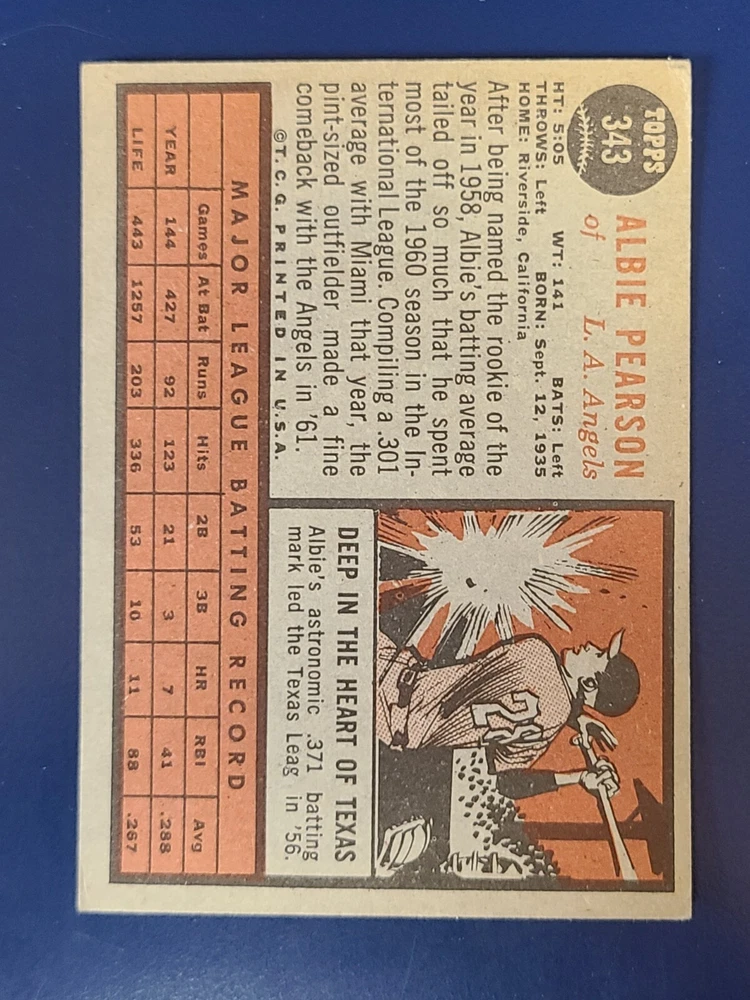 TOPPS
343
ALBIE PEARSON
of L. A. Angels
HT: 5:05 WT: 141 BATS: Left
THROWS: Left BORN: Sept. 12, 1935
HOME: Riverside, California
After being named the rookie of the
year in 1958, Albie's batting average
tailed off so much that he spent
most of the 1960 season in the In-
ternational League. Compiling a .301
average with Miami that year, the
pint-sized outfielder made a fine
comeback with the Angels in '61.
©T. C. G. PRINTED IN U.S.A.
28
DEEP IN THE HEART OF TEXAS
Albie's astronomic .371 batting
mark led the Texas Leag in '56.
MAJOR LEAGUE BATTING RECORD
Games At Bat Runs Hits 2B 3B HR RBI Avg
YEAR 144 427 92 123 21 3 7 41 .288
LIFE 443 1257 203 336 53 10 11 88 .267